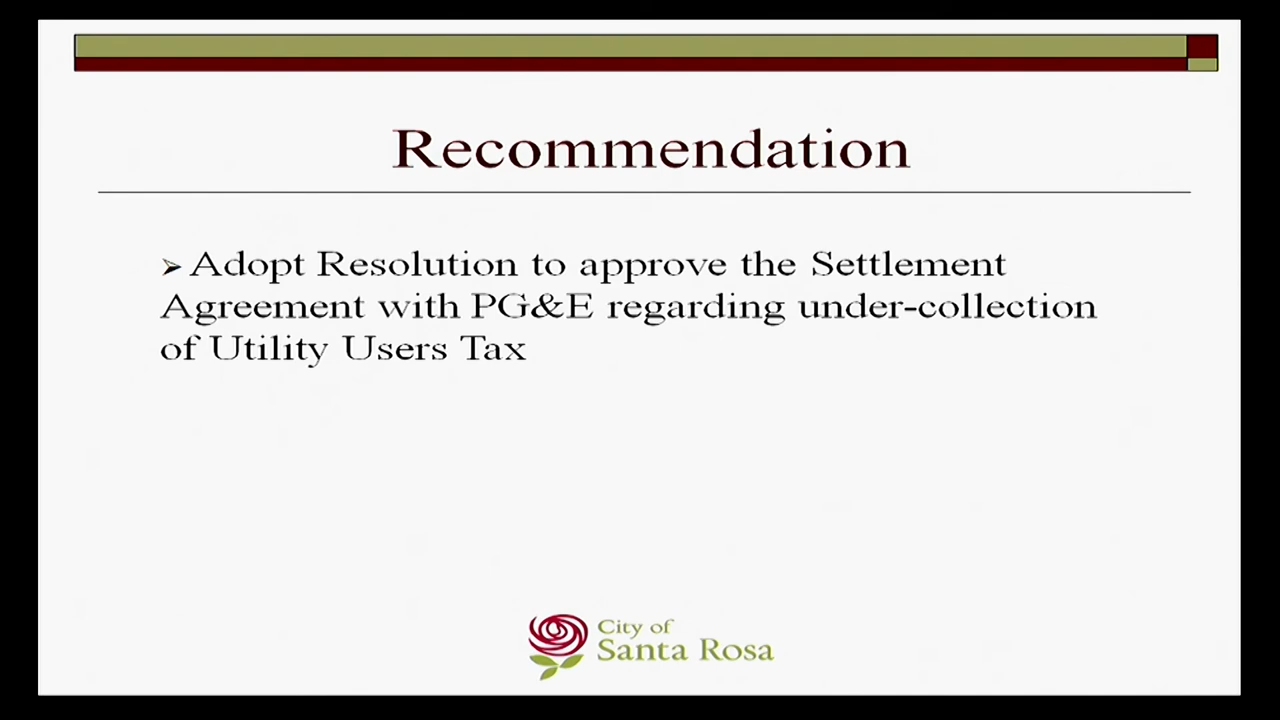 Recommendation
➢ Adopt Resolution to approve the Settlement
Agreement with PG&E regarding under-collection
of Utility Users Tax
City of
Santa Rosa